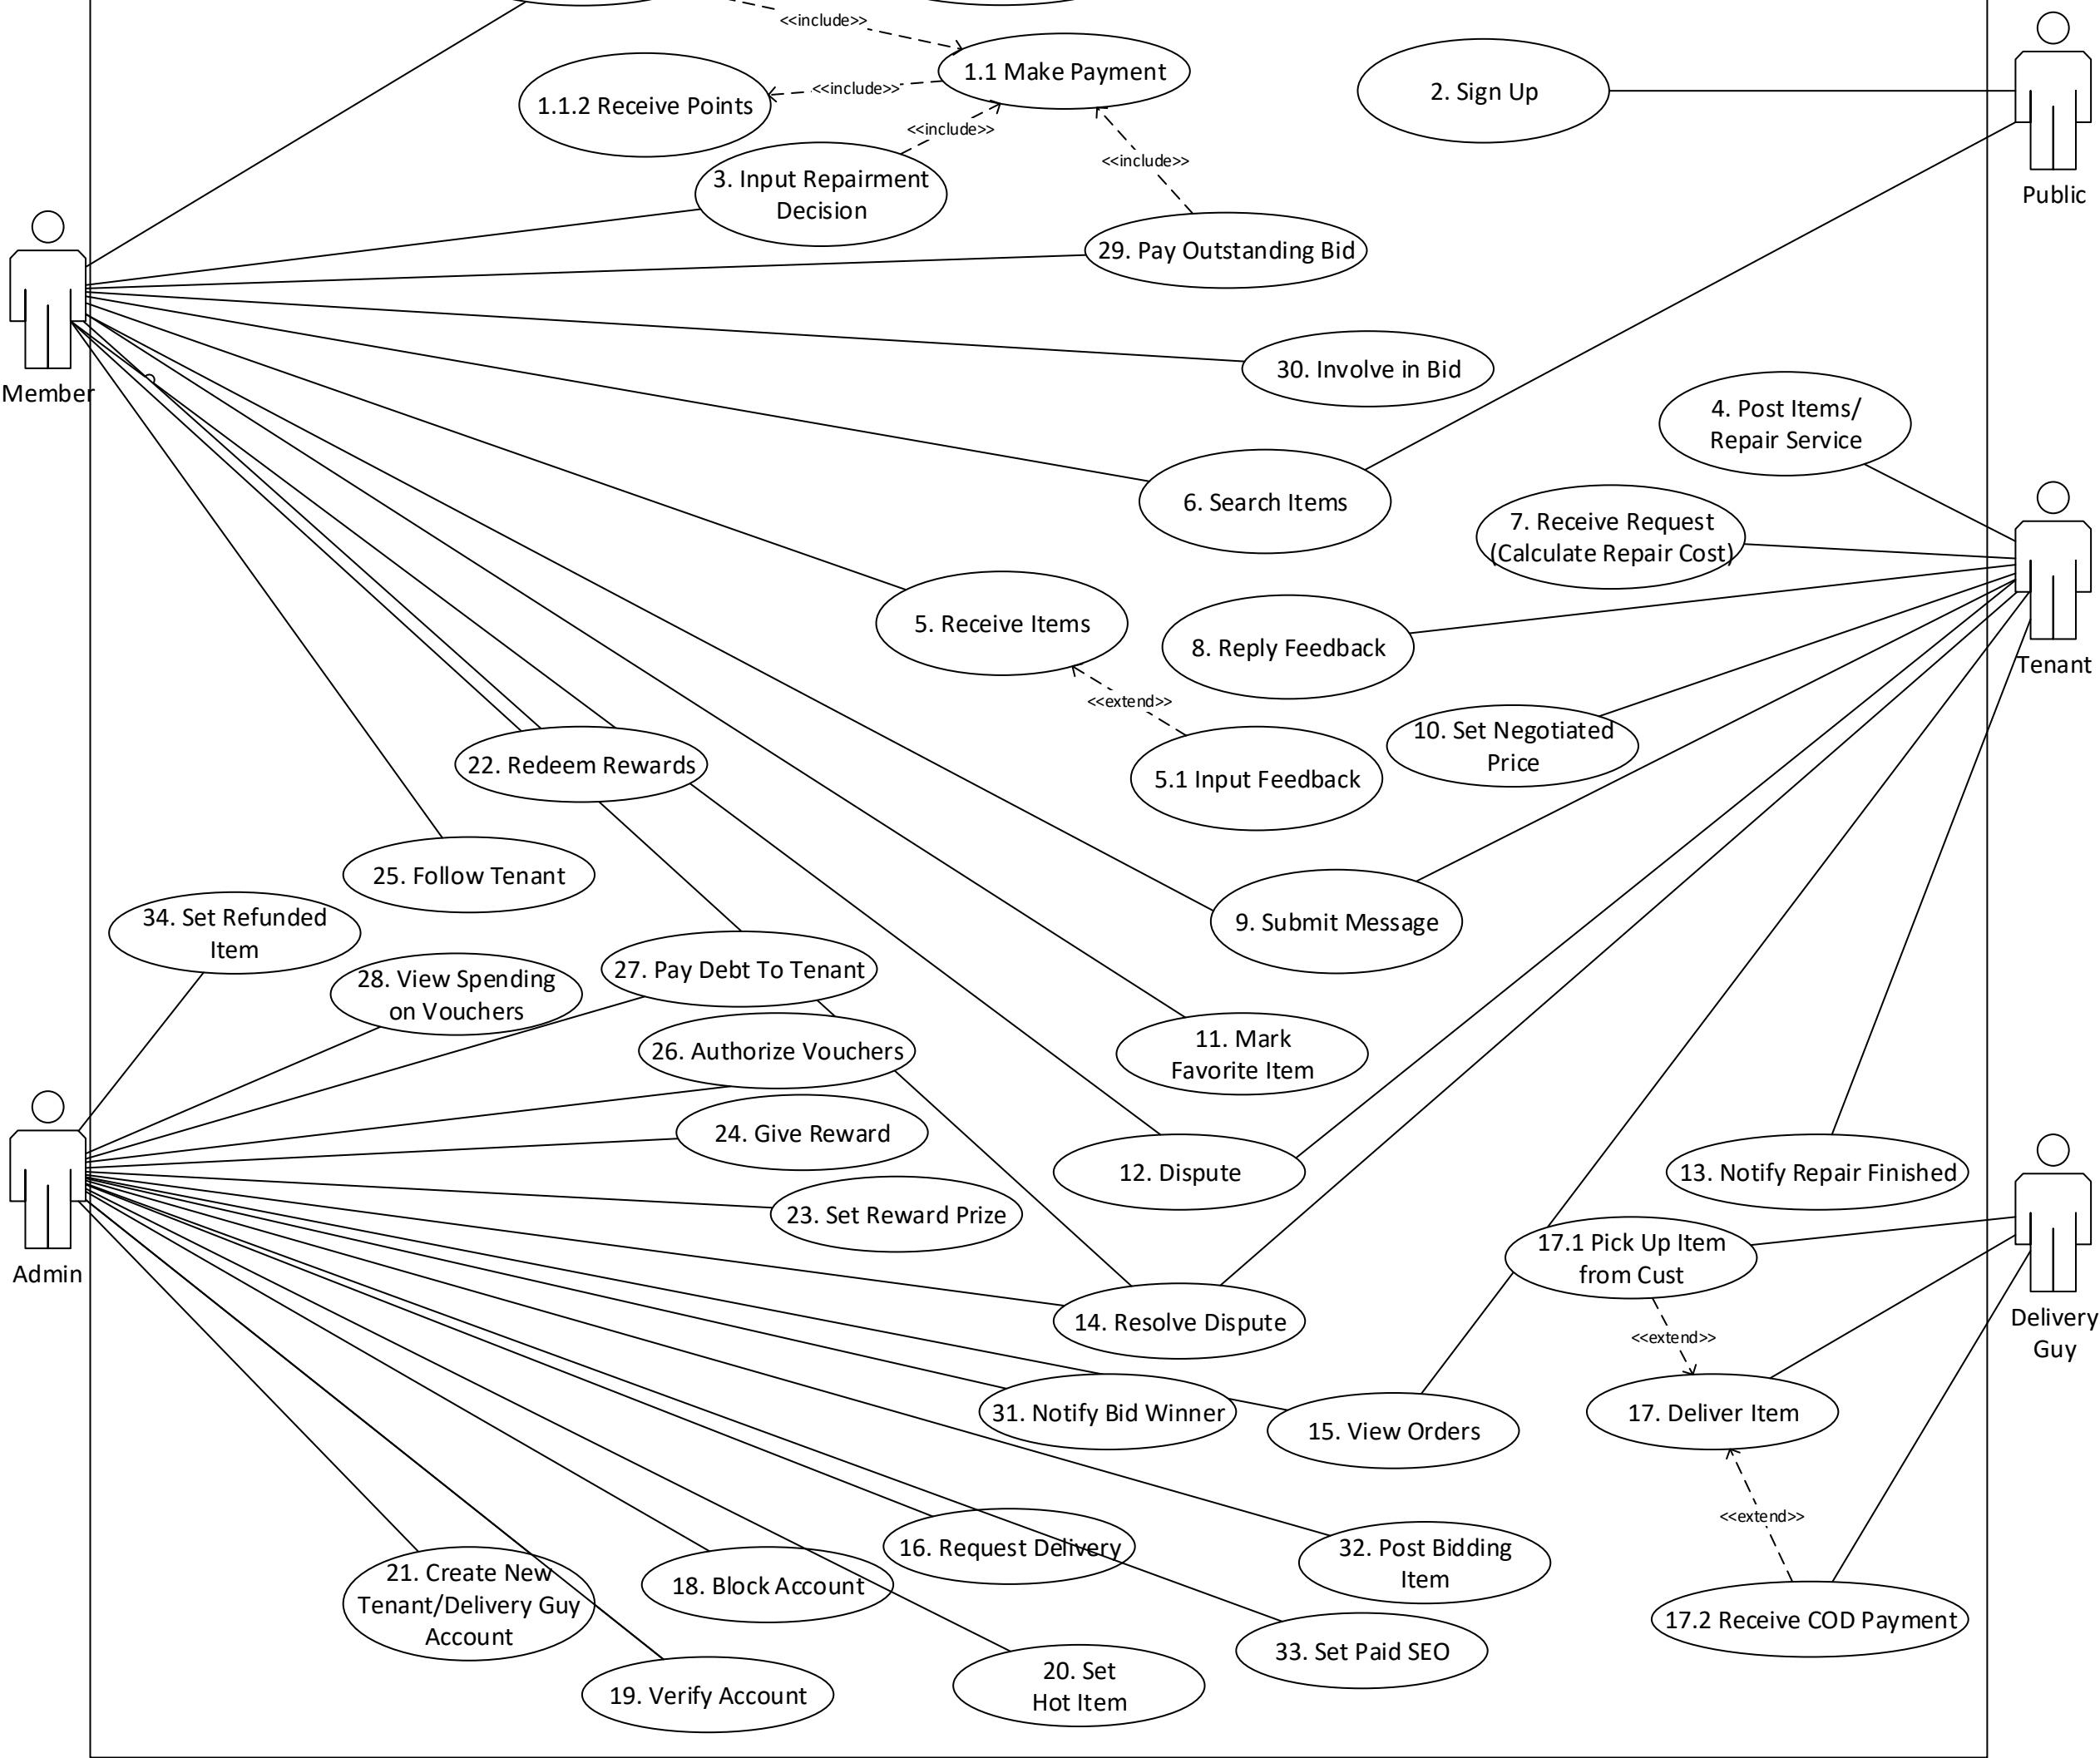 <<include>>
1.1 Make Payment
<<include>>
1.1.2 Receive Points
2. Sign Up
<<include>>
<<include>>
3. Input Repairment
Decision
Public
29. Pay Outstanding Bid
30. Involve in Bid
Member
4. Post Items/
Repair Service
6. Search Items
7. Receive Request
(Calculate Repair Cost)
5. Receive Items
8. Reply Feedback
Tenant
<<extend>>
10. Set Negotiated
Price
22. Redeem Rewards
5.1 Input Feedback
25. Follow Tenant
34. Set Refunded
Item
9. Submit Message
27. Pay Debt To Tenant
28. View Spending
on Vouchers
26. Authorize Vouchers
11. Mark
Favorite Item
24. Give Reward
12. Dispute
13. Notify Repair Finished
23. Set Reward Prize
17.1 Pick Up Item
from Cust
Admin
14. Resolve Dispute
Delivery
Guy
<<extend>>
31. Notify Bid Winner
15. View Orders
17. Deliver Item
<<extend>>
16. Request Delivery
32. Post Bidding
Item
21. Create New
Tenant/Delivery Guy
Account
18. Block Account
17.2 Receive COD Payment
33. Set Paid SEO
20. Set
Hot Item
19. Verify Account